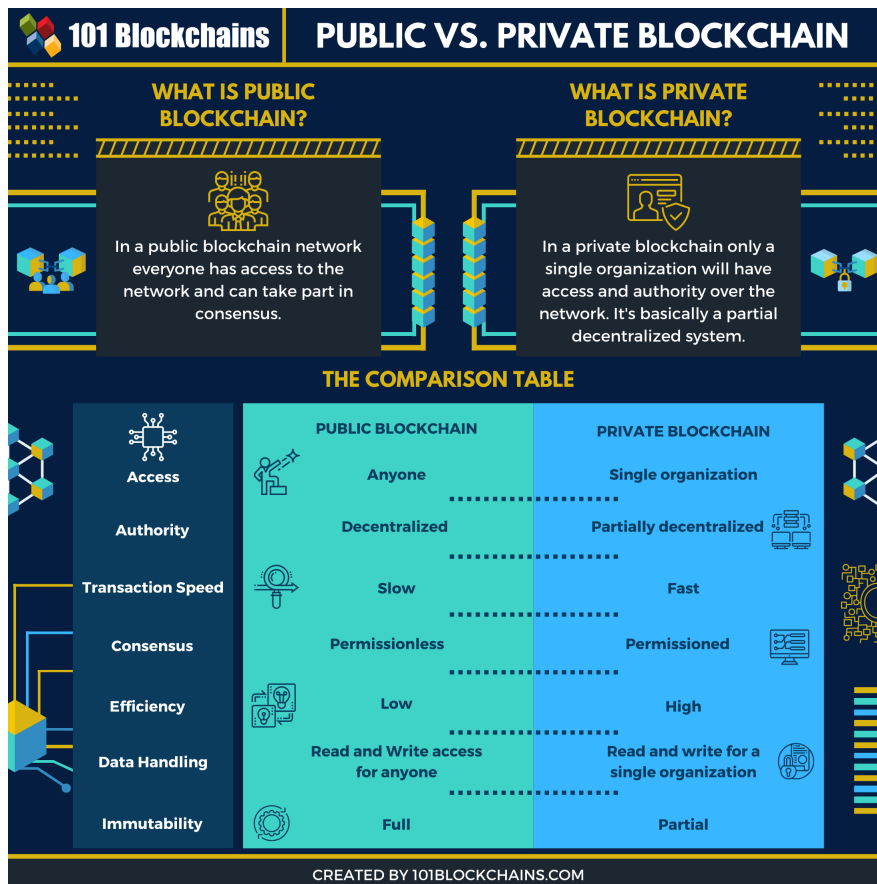 101 Blockchains
PUBLIC VS. PRIVATE BLOCKCHAIN
WHAT IS PUBLIC
BLOCKCHAIN?
In a public blockchain network
everyone has access to the
network and can take part in
consensus.
WHAT IS PRIVATE
BLOCKCHAIN?
In a private blockchain only a
single organization will have
access and authority over the
network. It's basically a partial
decentralized system.
THE COMPARISON TABLE
PUBLIC BLOCKCHAIN PRIVATE BLOCKCHAIN
Access Anyone Single organization
Authority Decentralized Partially decentralized
Transaction Speed Slow Fast
Consensus Permissionless Permissioned
Efficiency Low High
Data Handling
Read and Write access
for anyone
Read and write for a
single organization
Immutability Full Partial
CREATED BY 101BLOCKCHAINS.COM